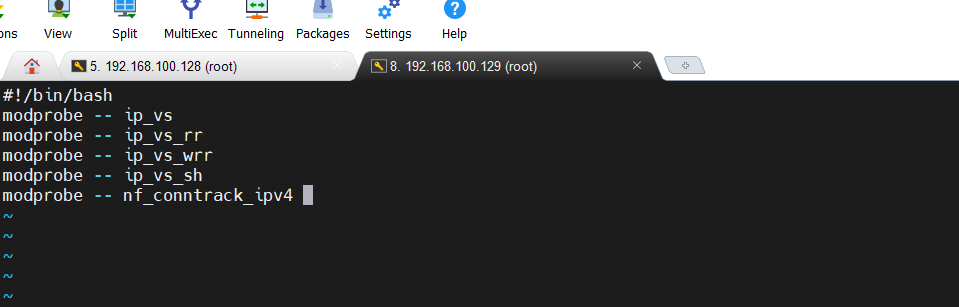 ons View Split MultiExec Tunneling Packages Settings Help
5. 192.168.100.128 (root) 8. 192.168.100.129 (root)
#!/bin/bash
modprobe -- ip_vs
modprobe -- ip_vs_rr
modprobe -- ip_vs_wrr
modprobe -- ip_vs_sh
modprobe -- nf_conntrack_ipv4
~
~
~
~
~